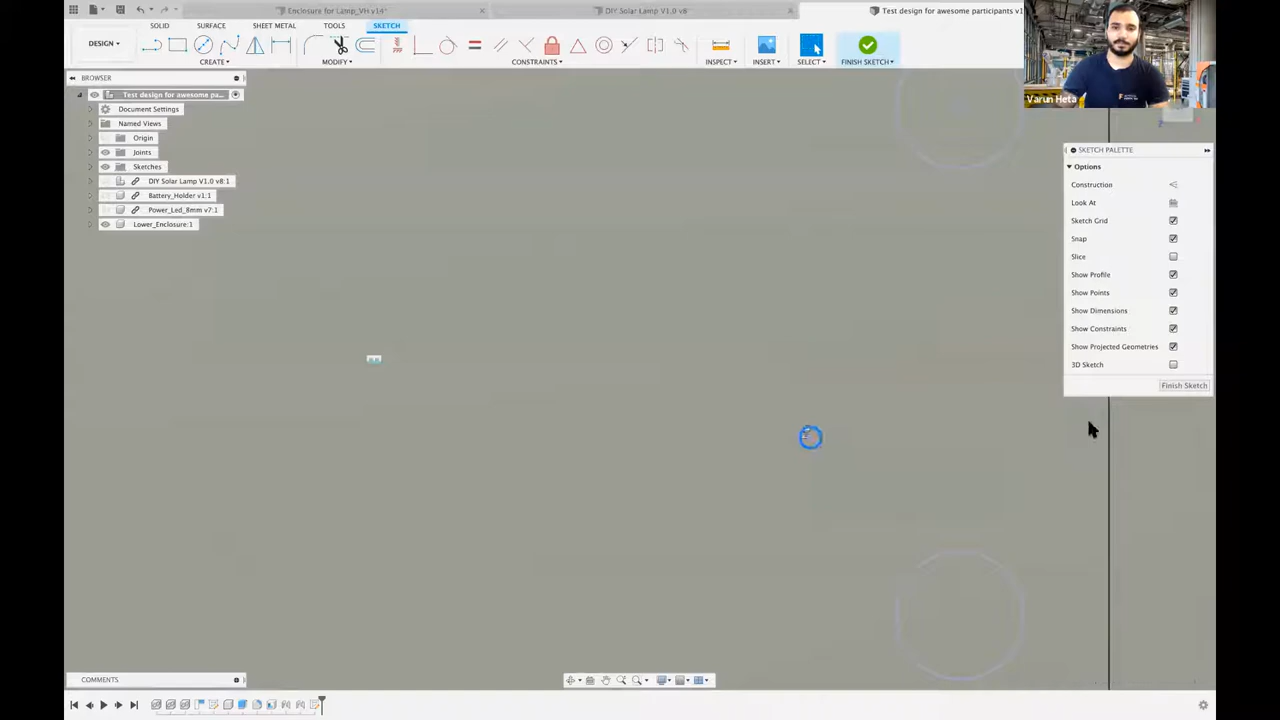 Enclosure for Lamp_VH v14*
DIY Solar Lamp V1.0 v8*
Test design for awesome participants v1
SOLID
SURFACE
SHEET METAL
TOOLS
SKETCH
DESIGN
CREATE
MODIFY
CONSTRAINTS
INSPECT
INSERT
SELECT
FINISH SKETCH
Varun Heta
BROWSER
Test design for awesome pa...
Document Settings
Named Views
Origin
Joints
Sketches
DIY Solar Lamp V1.0 v8:1
Battery_Holder v1:1
Power_Led_8mm v7:1
Lower_Enclosure:1
SKETCH PALETTE
Options
Construction
Look At
Sketch Grid
Snap
Slice
Show Profile
Show Points
Show Dimensions
Show Constraints
Show Projected Geometries
3D Sketch
Finish Sketch
COMMENTS